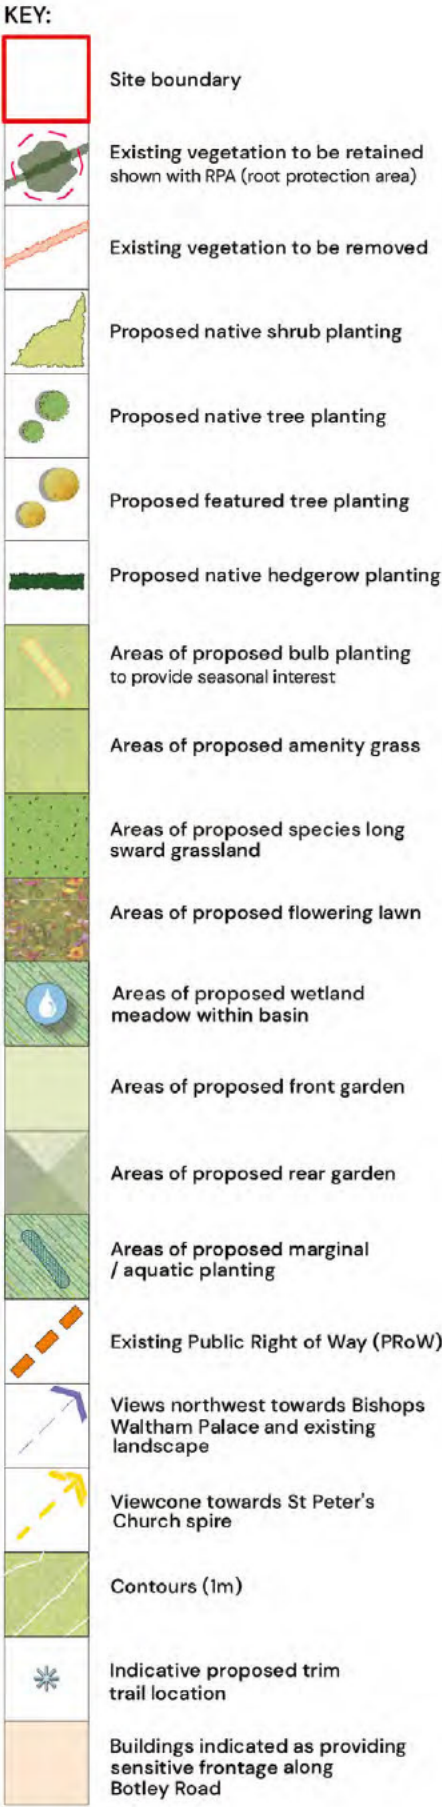 KEY:
Site boundary
Existing vegetation to be retained
shown with RPA (root protection area)
Existing vegetation to be removed
Proposed native shrub planting
Proposed native tree planting
Proposed featured tree planting
Proposed native hedgerow planting
Areas of proposed bulb planting
to provide seasonal interest
Areas of proposed amenity grass
Areas of proposed species long
sward grassland
Areas of proposed flowering lawn
Areas of proposed wetland
meadow within basin
Areas of proposed front garden
Areas of proposed rear garden
Areas of proposed marginal
/ aquatic planting
Existing Public Right of Way (PRoW)
Views northwest towards Bishops
Waltham Palace and existing
landscape
Viewcone towards St Peter's
Church spire
Contours (1m)
Indicative proposed trim
trail location
Buildings indicated as providing
sensitive frontage along
Botley Road